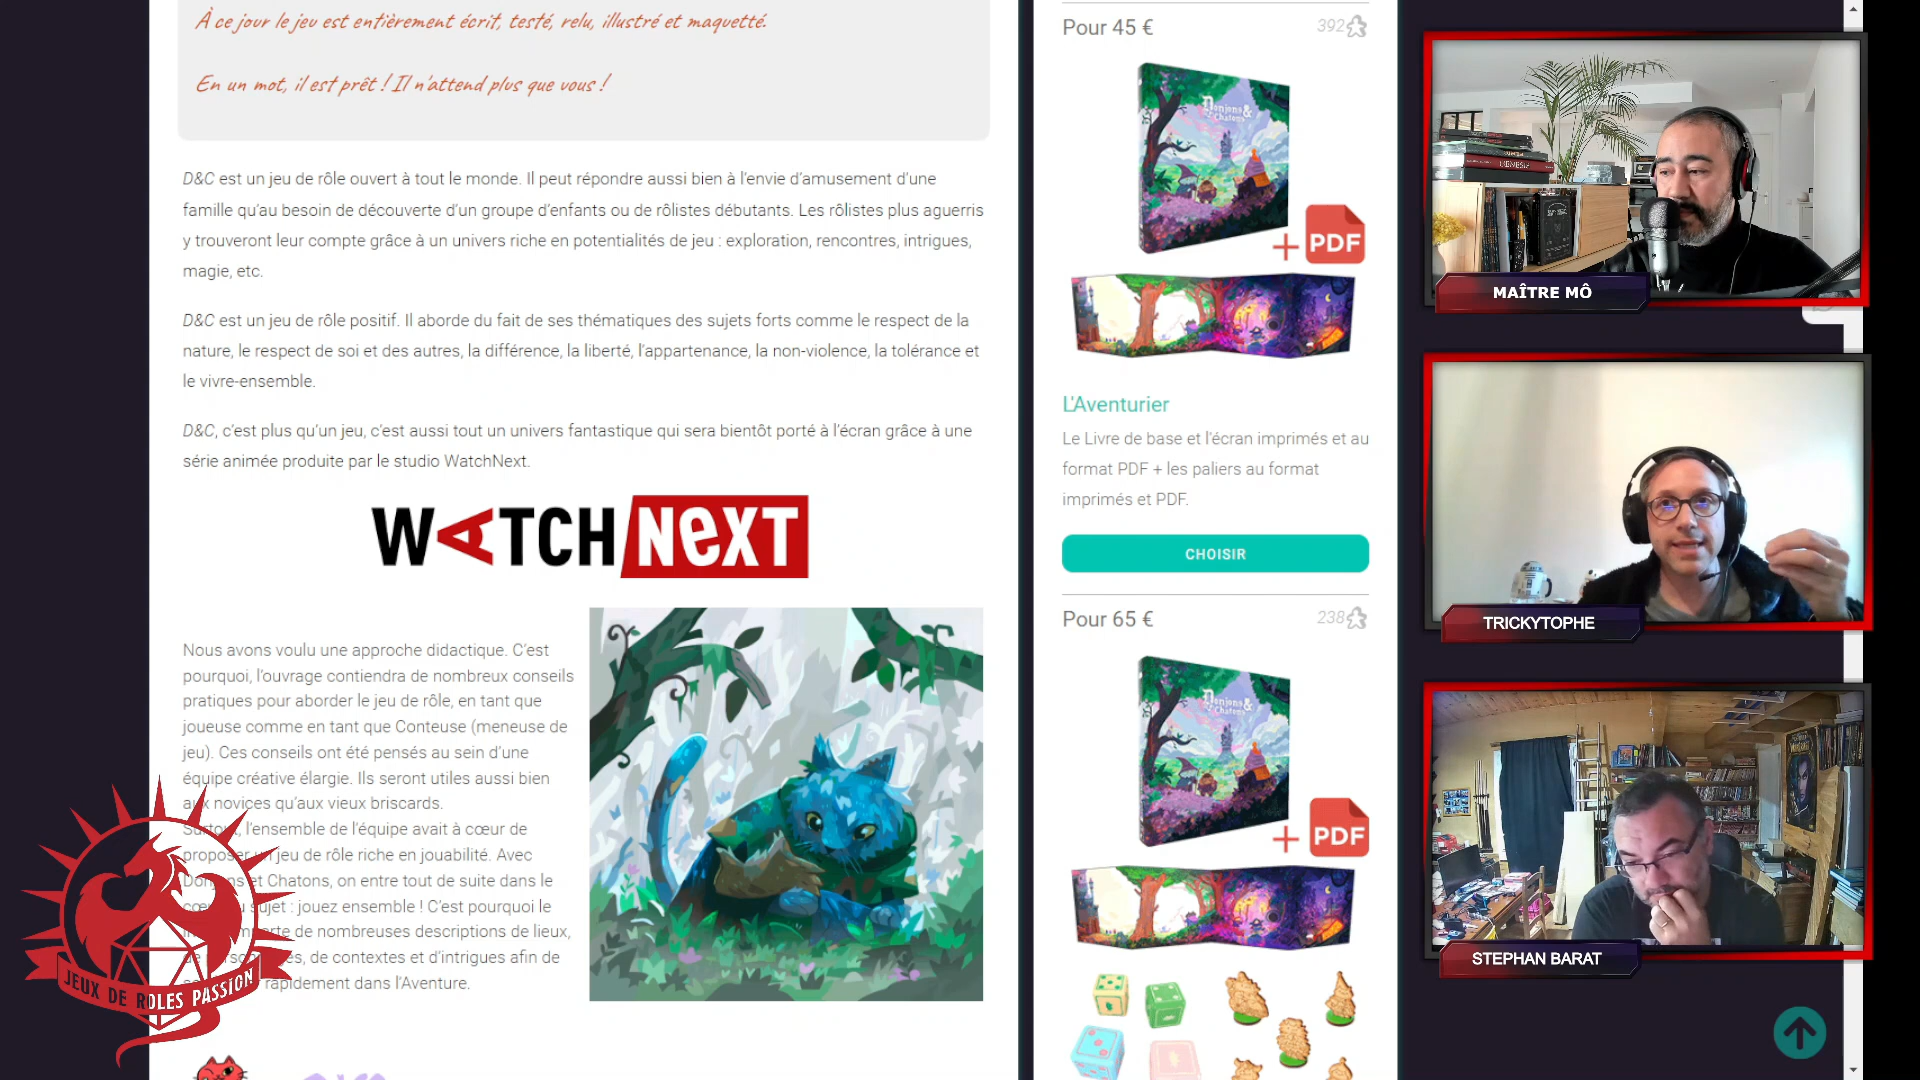 À ce jour le jeu est entièrement écrit, testé, relu, illustré et maquetté.
En un mot, il est prêt ! Il n'attend plus que vous !
D&C est un jeu de rôle ouvert à tout le monde. Il peut répondre aussi bien à l'envie d'amusement d'une
famille qu'au besoin de découverte d'un groupe d'enfants ou de rôlistes débutants. Les rôlistes plus aguerris
y trouveront leur compte grâce à un univers riche en potentialités de jeu : exploration, rencontres, intrigues,
magie, etc.
D&C est un jeu de rôle positif. Il aborde du fait de ses thématiques des sujets forts comme le respect de la
nature, le respect de soi et des autres, la différence, la liberté, l'appartenance, la non-violence, la tolérance et
le vivre-ensemble.
D&C, c'est plus qu'un jeu, c'est aussi tout un univers fantastique qui sera bientôt porté à l'écran grâce à une
série animée produite par le studio WatchNext.
WATCH NeXT
Nous avons voulu une approche didactique. C'est
pourquoi, l'ouvrage contiendra de nombreux conseils
pratiques pour aborder le jeu de rôle, en tant que
joueuse comme en tant que Conteuse (meneuse de
jeu). Ces conseils ont été pensés au sein d'une
équipe créative élargie. Ils seront utiles aussi bien
aux novices qu'aux vieux briscards.
l'ensemble de l'équipe avait à cœur de
proposer un jeu de rôle riche en jouabilité. Avec
Donjons et Chatons, on entre tout de suite dans le
sujet : jouez ensemble ! C'est pourquoi le
de nombreuses descriptions de lieux,
de contextes et d'intrigues afin de
rapidement dans l'Aventure.
JEUX DE ROLES PASSION
Pour 45 €
392
Donjons &
Chatons
+ PDF
L'Aventurier
Le Livre de base et l'écran imprimés et au
format PDF + les paliers au format
imprimés et PDF.
CHOISIR
Pour 65 €
238
Donjons &
Chatons
+ PDF
GENESIS
MAÎTRE MÔ
TRICKYTOPHE
STEPHAN BARAT